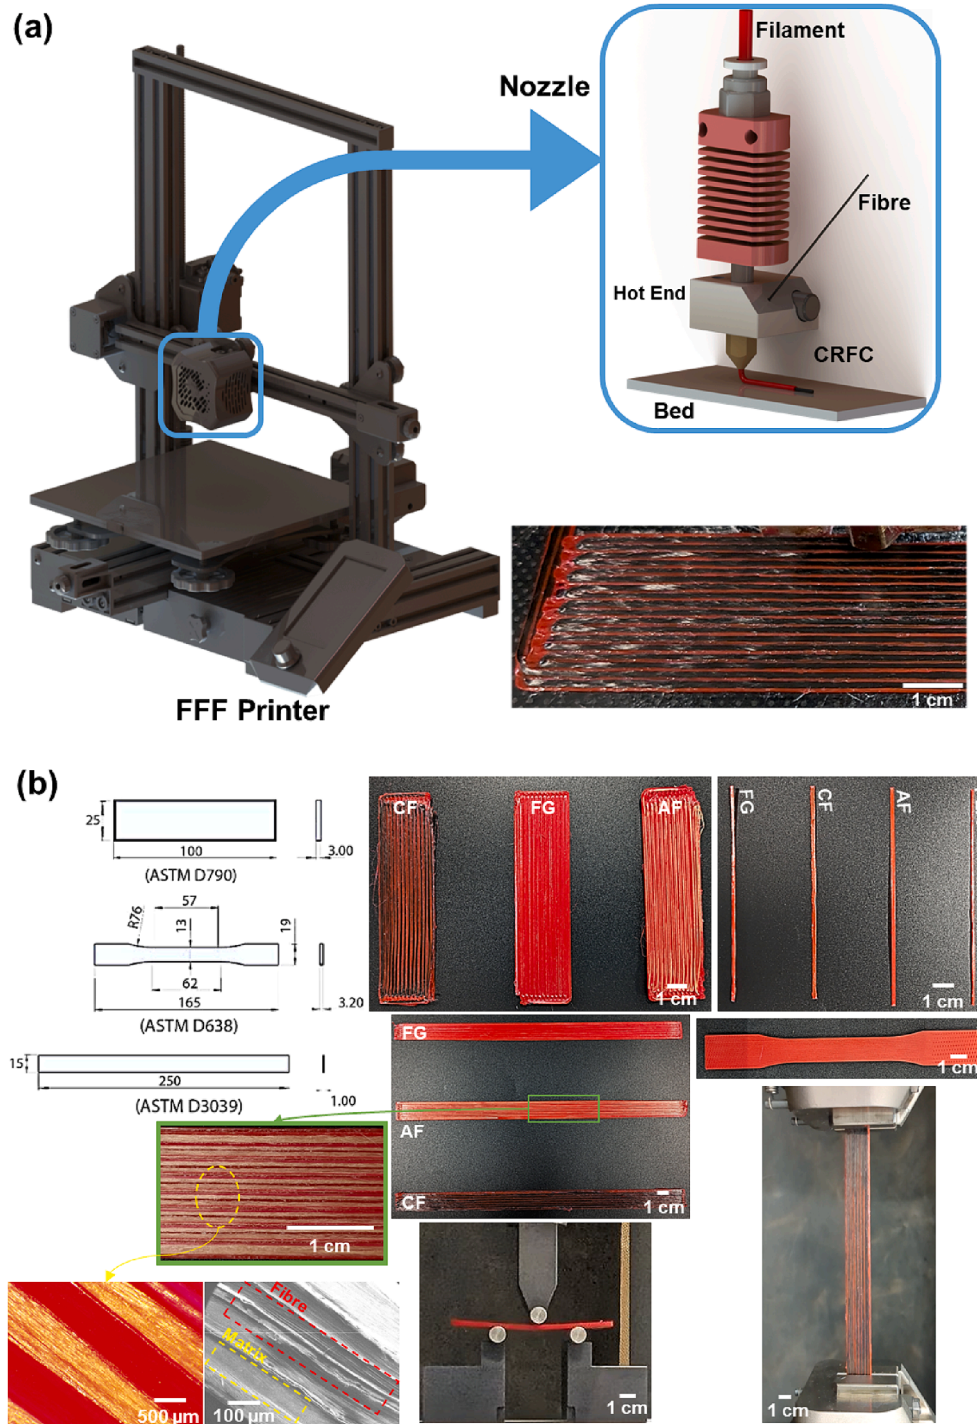 (a)
Filament
Nozzle
Fibre
Hot End
CRFC
Bed
1 cm
FFF Printer
(b)
25
100
3.00
(ASTM D790)
57
R76
13
19
62
165
3.20
(ASTM D638)
15
250
1.00
(ASTM D3039)
CF
FG
AF
1 cm
FG
CF
AF
1 cm
FG
AF
CF
1 cm
1 cm
1 cm
Fibre
Matrix
500 µm
100 µm
1 cm
1 cm